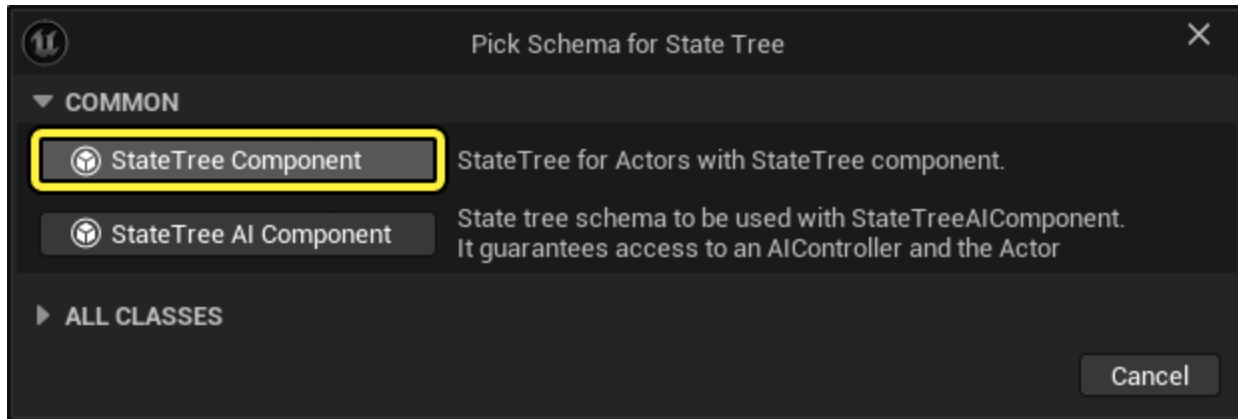 Pick Schema for State Tree
COMMON
StateTree Component
StateTree for Actors with StateTree component.
StateTree AI Component
State tree schema to be used with StateTreeAIComponent.
It guarantees access to an AIController and the Actor
ALL CLASSES
Cancel